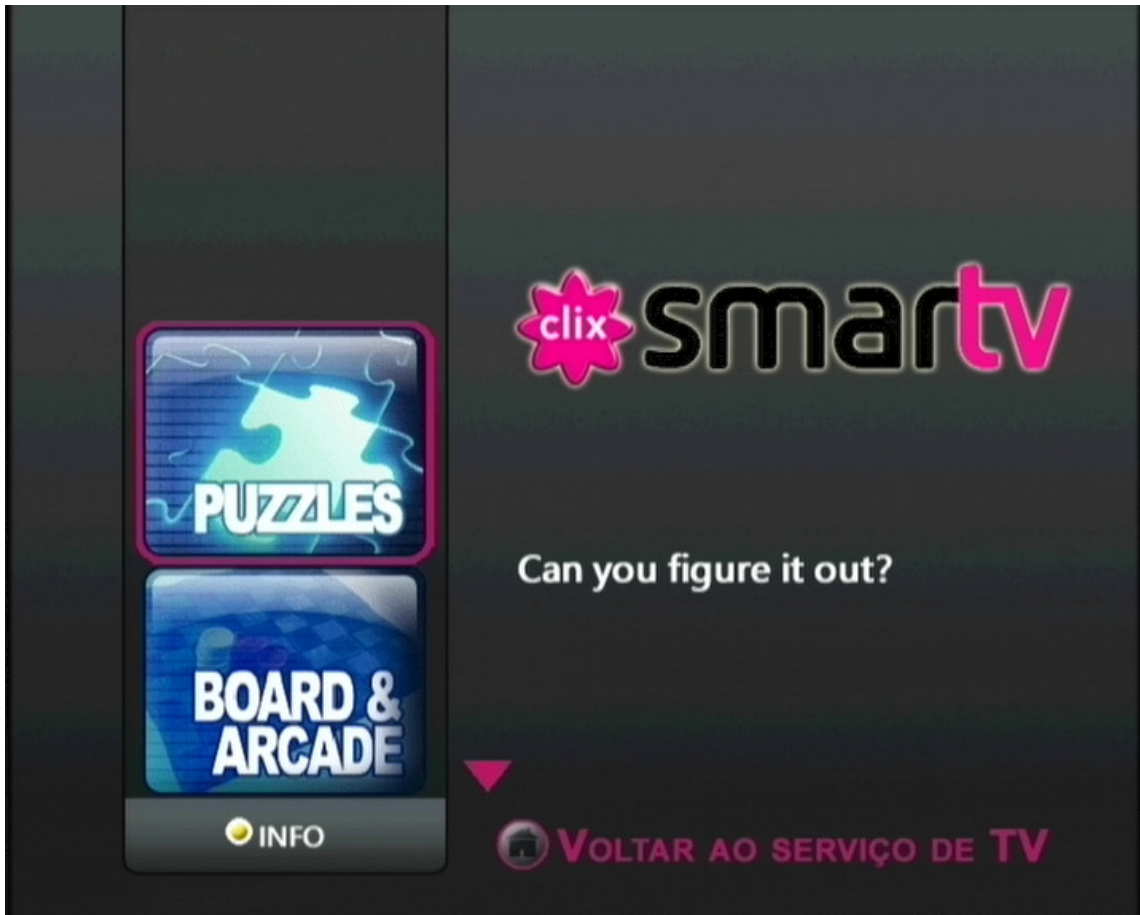 clix smartv
PUZZLES
Can you figure it out?
BOARD &
ARCADE
INFO
VOLTAR AO SERVIÇO DE TV